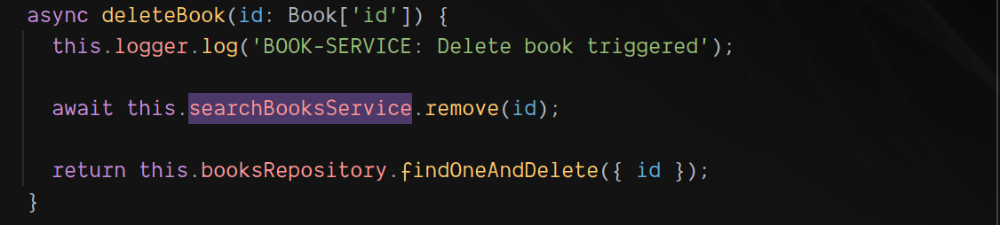 async deleteBook(id: Book['id']) {
this.logger.log('BOOK-SERVICE: Delete book triggered');
await this.searchBooksService.remove(id);
return this.booksRepository.findOneAndDelete({ id });
}